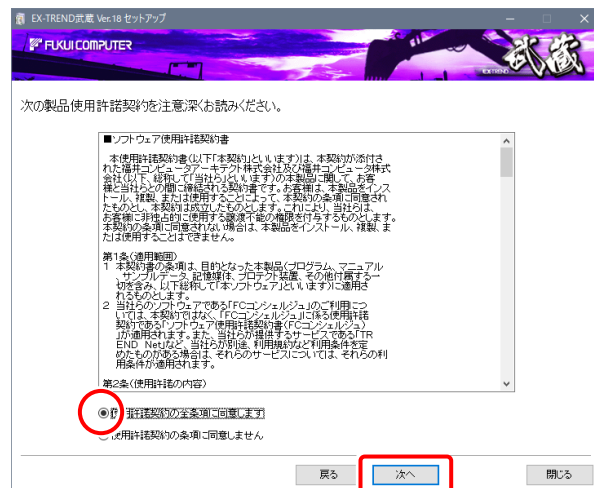 EX-TREND武蔵 Ver.18 セットアップ
FUKUI COMPUTER
EX-TREND
武蔵
次の製品使用許諾契約を注意深くお読みください。
■ソフトウェア使用許諾契約書
本使用許諾契約書(以下「本契約」といいます)は、本契約が添付さ
れた福井コンピュータアーキテクト株式会社及び福井コンピュータ株式
会社(以下、総称して「当社ら」といいます)の本製品に関して、お客
様と当社らとの間に締結される契約書です。お客様は、本製品をインス
トール、複製、または使用することによって、本契約の条項に同意され
たものとし、本契約は成立したものとします。これにより、当社らは、
お客様に非独占的に使用する譲渡不能の権限を付与するものとします。
本契約の条項に同意されない場合は、本製品をインストール、複製、ま
たは使用することはできません。
第1条(適用範囲)
1 本契約書の条項は、目的となった本製品(プログラム、マニュアル
、サンプルデータ、記憶媒体、プロテクト装置、その他付属する一
切を含み、以下総称して「本ソフトウェア」といいます)に適用さ
れるものとします。
2 当社らのソフトウェアである「FCコンシェルジュ」のご利用につ
いては、本契約ではなく、「FCコンシェルジュ」に係る使用許諾
契約である「ソフトウェア使用許諾契約書(FCコンシェルジュ)
」が適用されます。また、当社らが提供するサービスである「TR
END Net」など、当社らが別途、利用規約など利用条件を定
めたものがある場合は、それらのサービスについては、それらの利
用条件が適用されます。
第2条(使用許諾の内容)
許諾契約の全条項に同意します
使用許諾契約の条項に同意しません
戻る 次へ 閉じる